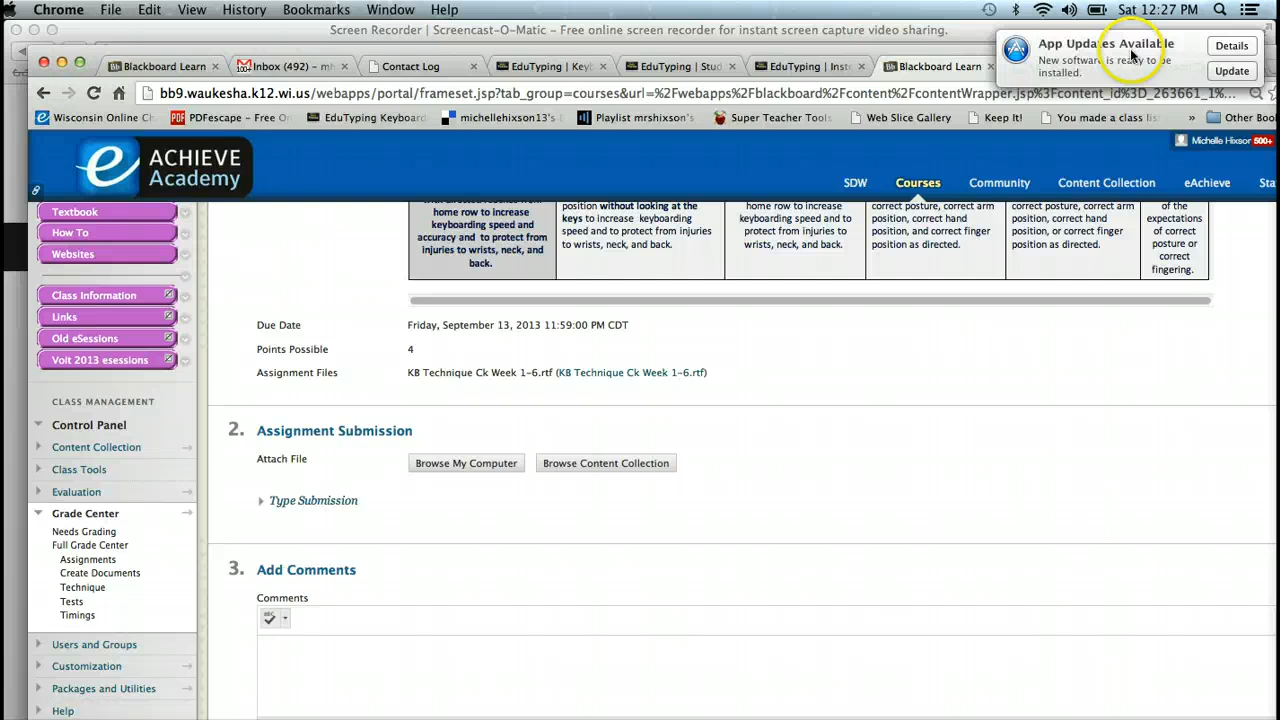 Chrome File Edit View History Bookmarks Window Help Sat 12:27 PM
Screen Recorder | Screencast-O-Matic - Free online screen recorder for instant screen capture video sharing.
App Updates Available
New software is ready to be
installed.
Details
Update
Blackboard Learn
Inbox (492) – mh
Contact Log
EduTyping | Key
EduTyping | Stu
EduTyping | Inst
Blackboard Learn
bb9.waukesha.k12.wi.us/webapps/portal/frameset.jsp?tab_group=courses&url=%2Fwebapps%2Fblackboard%2Fcontent%2FcontentWrapper.jsp%3Fcontent_id%3D_263661_1%
Wisconsin Online Ch
PDFescape - Free O
EduTyping Keyboard
michellehixson13's
Playlist mrshixson's
Super Teacher Tools
Web Slice Gallery
Keep It!
You made a class lis
»
Other Boo
Michelle Hixson 500+
e ACHIEVE
Academy
SDW Courses Community Content Collection eAchieve Sta
Textbook
How To
Websites
Class Information
Links
Old eSessions
Voit 2013 esessions
CLASS MANAGEMENT
Control Panel
Content Collection
Class Tools
Evaluation
Grade Center
Needs Grading
Full Grade Center
Assignments
Create Documents
Technique
Tests
Timings
Users and Groups
Customization
Packages and Utilities
Help
home row to increase
keyboarding speed and
accuracy and to protect from
injuries to wrists, neck, and
back.
position without looking at the
keys to increase keyboarding
speed and to protect from injuries
to wrists, neck, and back.
home row to increase
keyboarding speed and to
protect from injuries to
wrists, neck, and back.
correct posture, correct arm
position, correct hand
position, and correct finger
position as directed.
correct posture, correct arm
position, correct hand
position, or correct finger
position as directed.
of the
expectations
of correct
posture or
correct
fingering.
Due Date Friday, September 13, 2013 11:59:00 PM CDT
Points Possible 4
Assignment Files KB Technique Ck Week 1-6.rtf (KB Technique Ck Week 1-6.rtf)
2. Assignment Submission
Attach File Browse My Computer Browse Content Collection
Type Submission
3. Add Comments
Comments
ABC